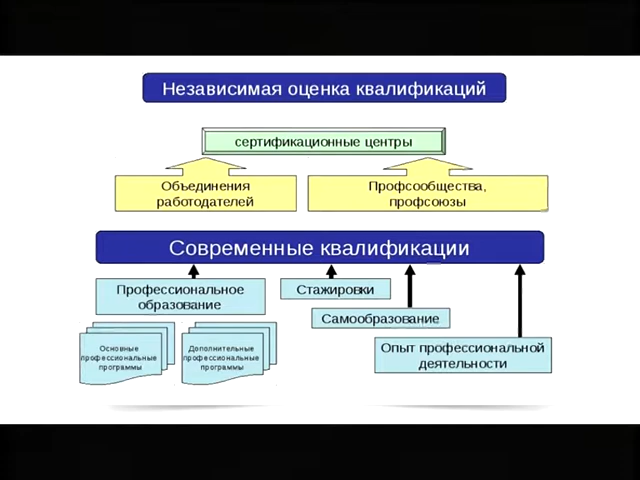 Независимая оценка квалификаций
сертификационные центры
Объединения
работодателей
Профсообщества,
профсоюзы
Современные квалификации
Профессиональное
образование
Стажировки
Самообразование
Опыт профессиональной
деятельности
Основные
профессиональные
программы
Дополнительные
профессиональные
программы